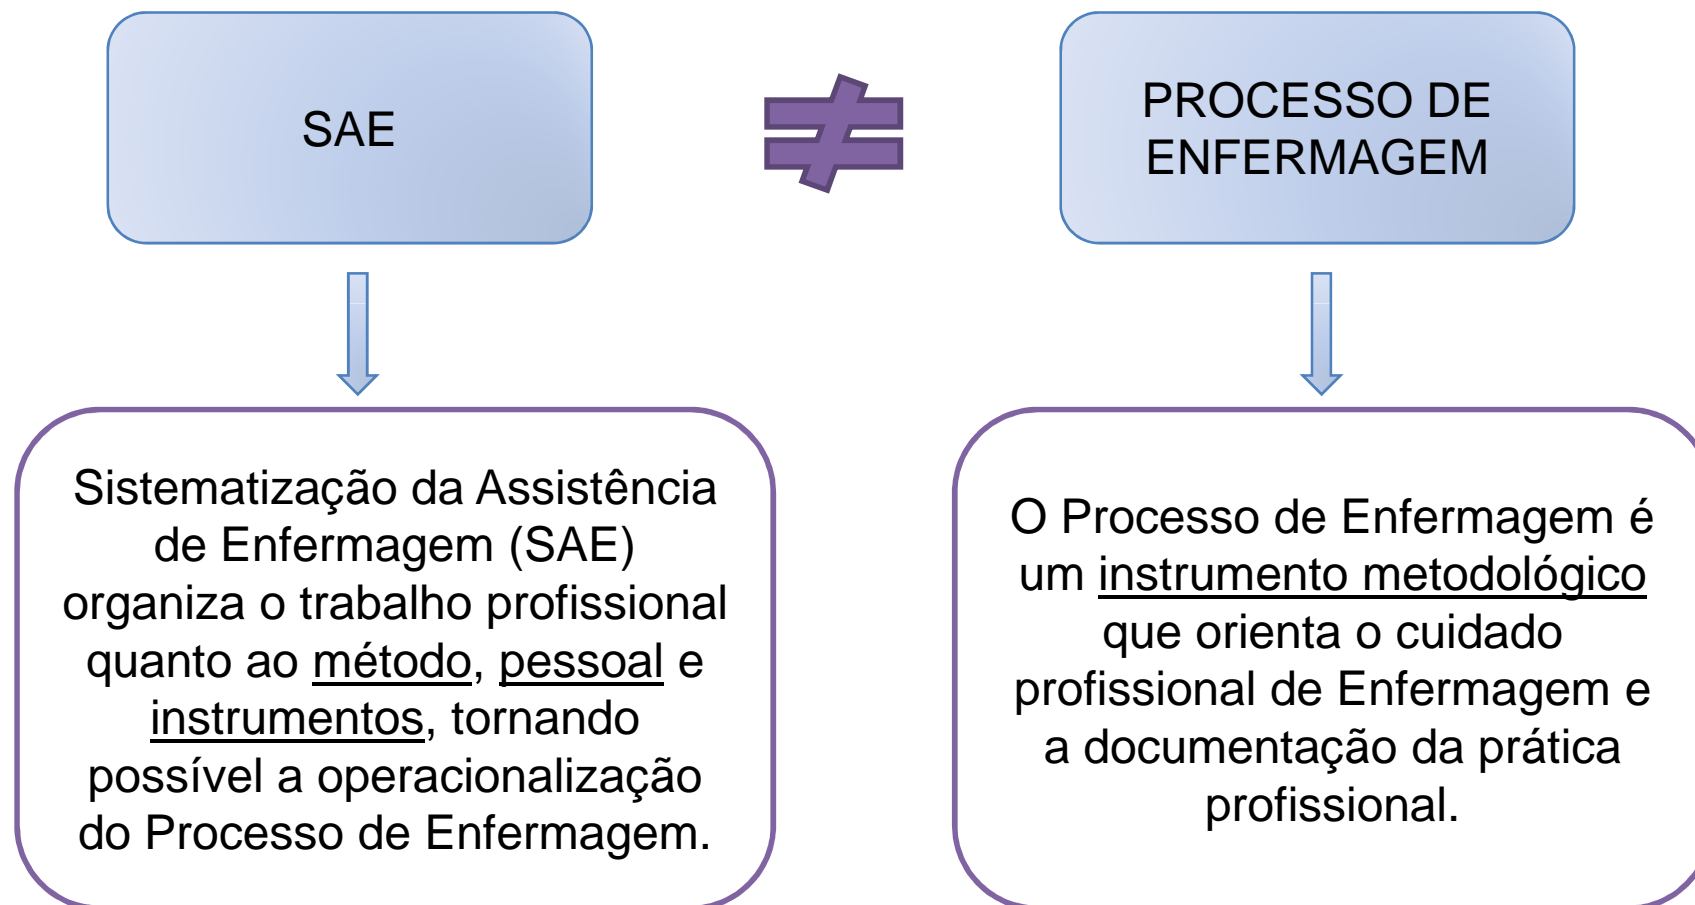 SAE
PROCESSO DE
ENFERMAGEM
Sistematização da Assistência
de Enfermagem (SAE)
organiza o trabalho profissional
quanto ao método, pessoal e
instrumentos, tornando
possível a operacionalização
do Processo de Enfermagem.
O Processo de Enfermagem é
um instrumento metodológico
que orienta o cuidado
profissional de Enfermagem e
a documentação da prática
profissional.